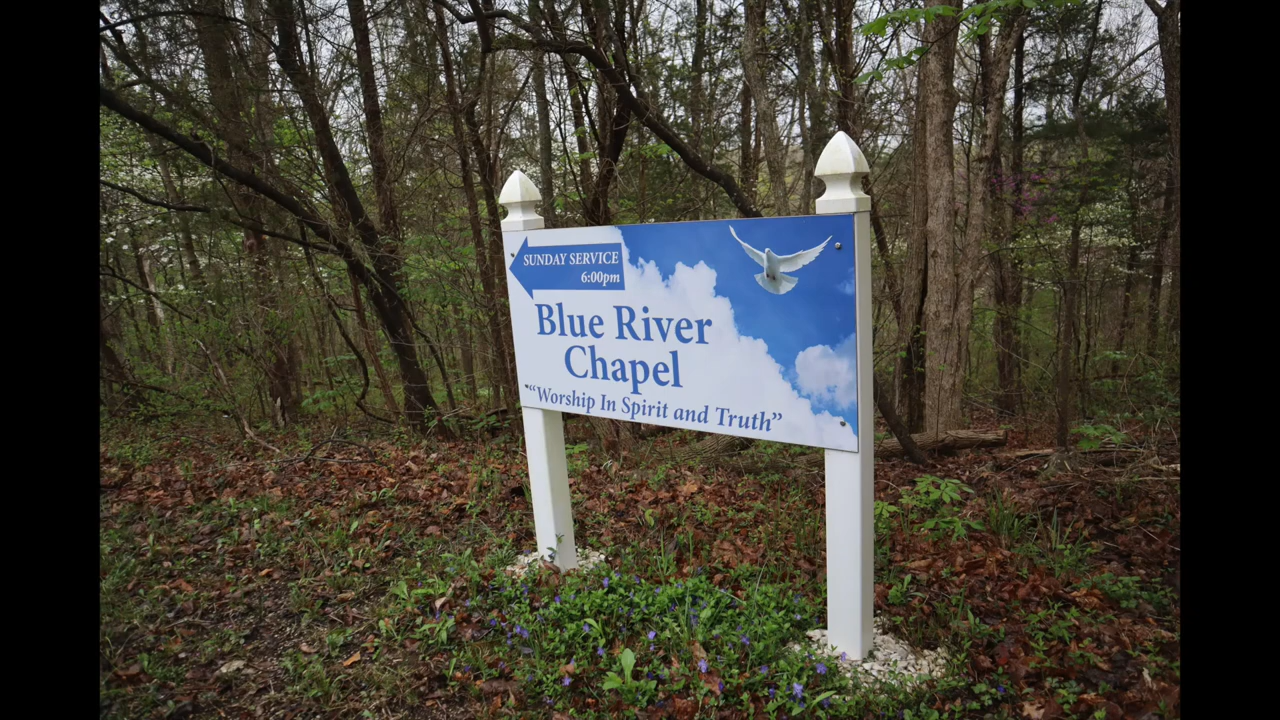 SUNDAY SERVICE
6:00pm
Blue River
Chapel
"Worship In Spirit and Truth"